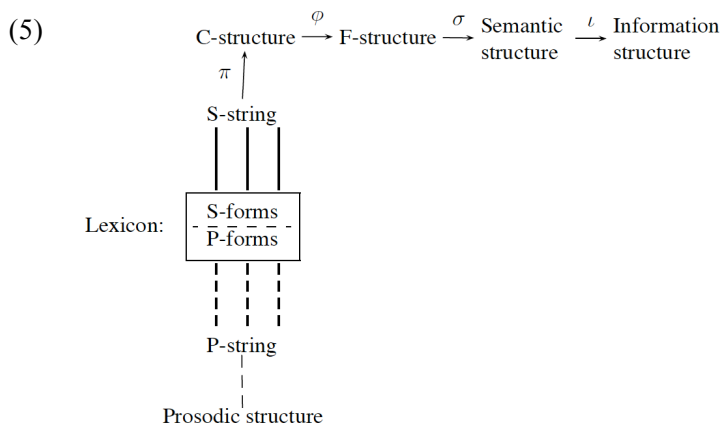 (5)
C-structure φ F-structure σ Semantic structure ι Information structure
π
S-string
Lexicon:
S-forms
P-forms
P-string
Prosodic structure